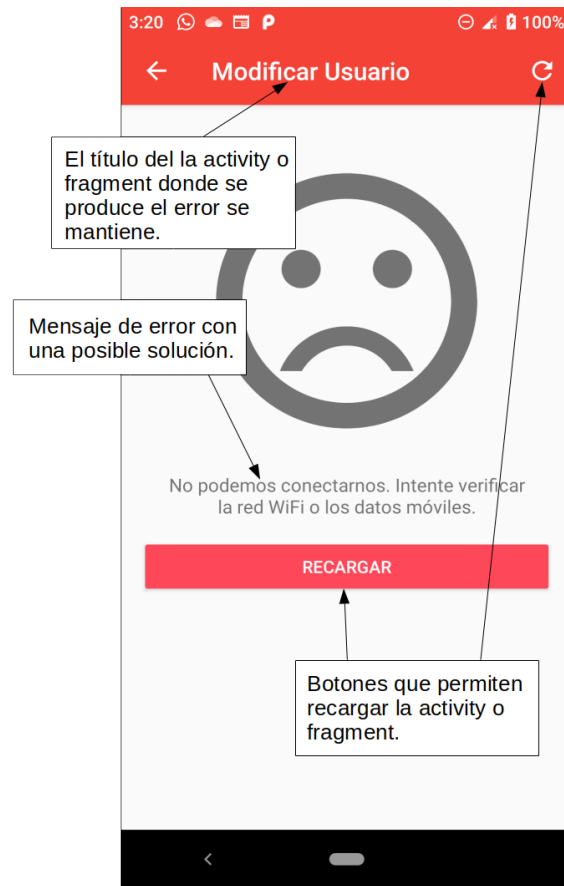 3:20 100%
Modificar Usuario
El título del la activity o
fragment donde se
produce el error se
mantiene.
Mensaje de error con
una posible solución.
No podemos conectarnos. Intente verificar
la red WiFi o los datos móviles.
RECARGAR
Botones que permiten
recargar la activity o
fragment.